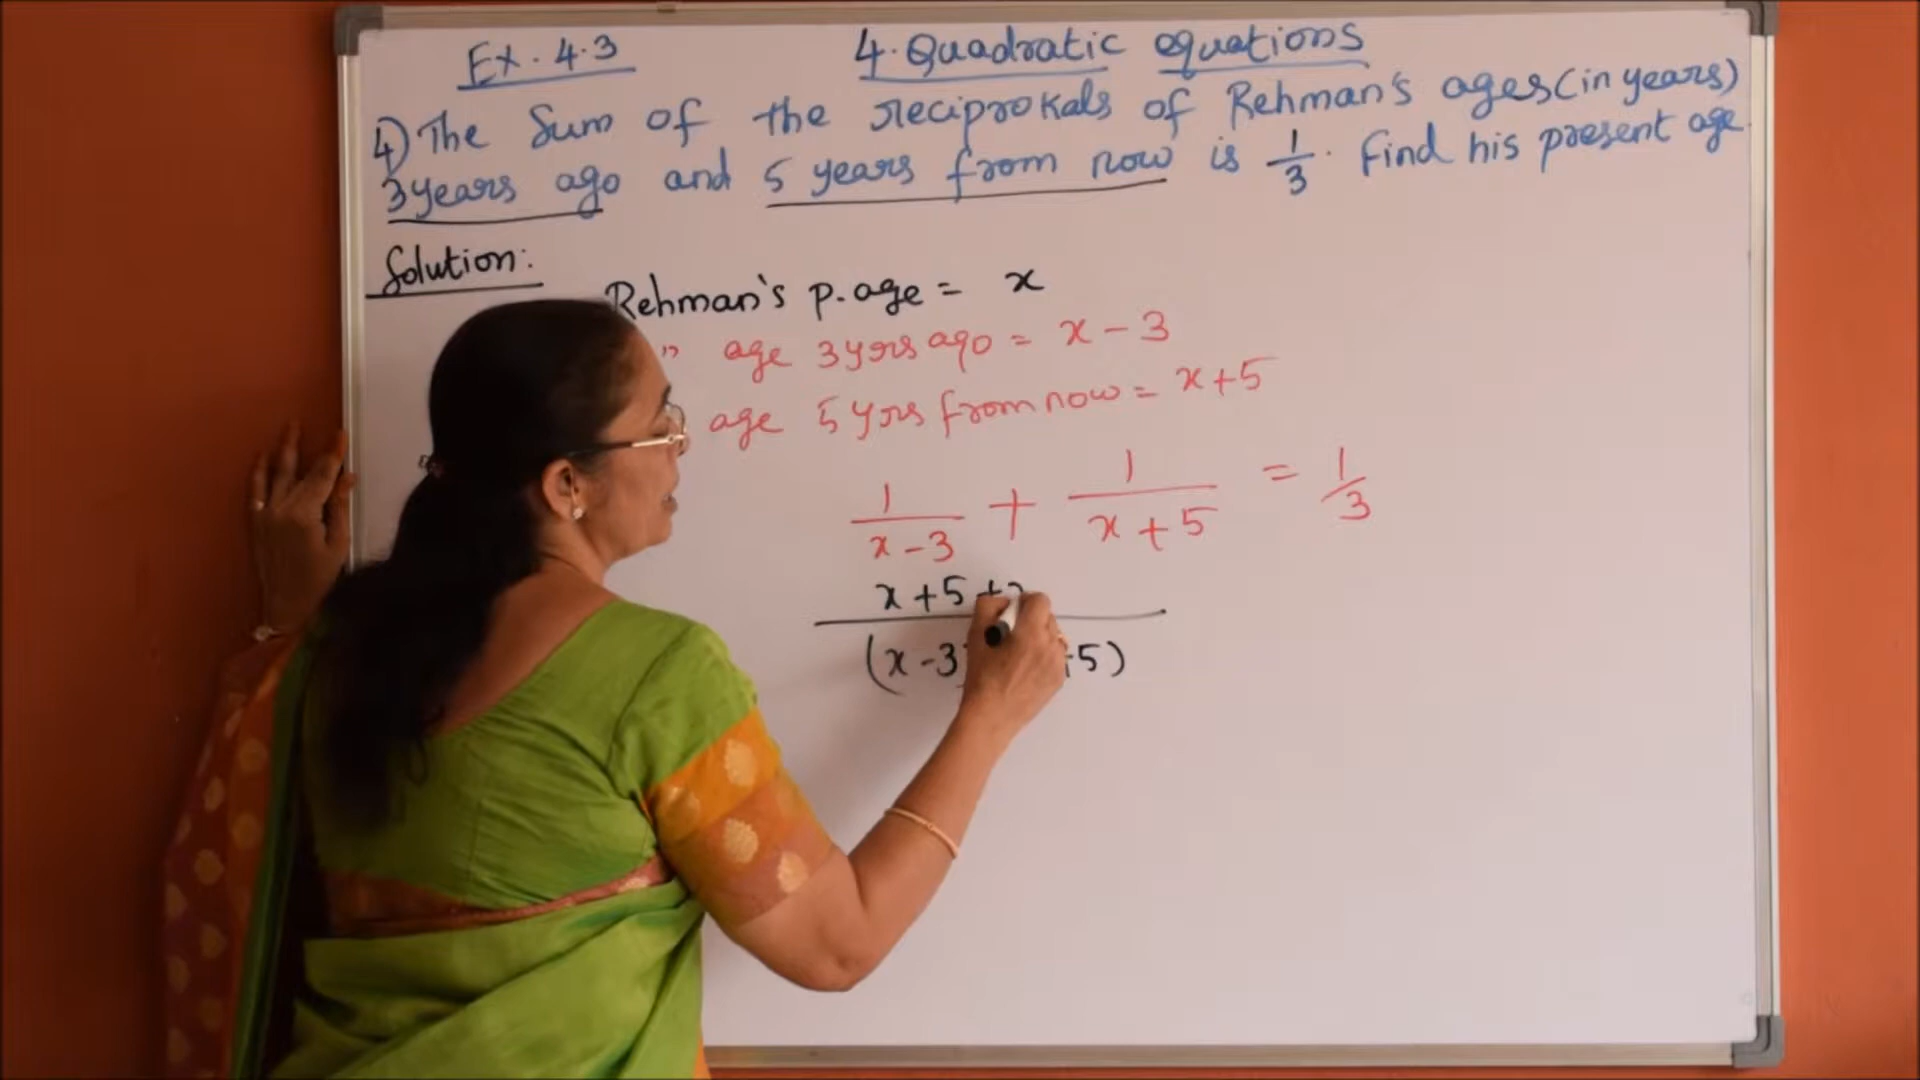 Ex. 4.3
4. Quadratic equations
4) The Sum of the reciprokals of Rehman's ages (in years)
3 years ago and 5 years from now is 1/3. Find his present age.
Solution:
Rehman's p. age = x
" age 3 yrs ago = x - 3
age 5 yrs from now = x + 5
1/(x - 3) + 1/(x + 5) = 1/3
x + 5 +
(x - 3) + 5)